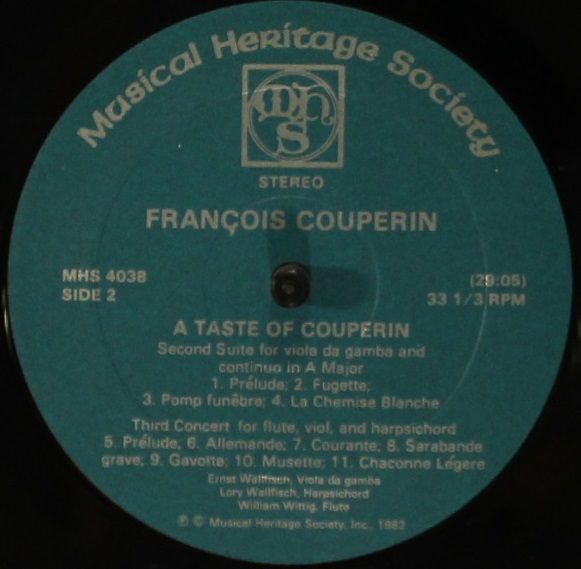 Musical Heritage Society
MHS
STEREO
FRANÇOIS COUPERIN
MHS 4038
(29:05)
SIDE 2
33 1/3 RPM
A TASTE OF COUPERIN
Second Suite for viola da gamba and
continuo in A Major
1. Prélude; 2. Fugette;
3. Pomp funèbre; 4. La Chemise Blanche
Third Concert for flute, viol, and harpsichord
5. Prélude; 6. Allemande; 7. Courante; 8. Sarabande
grave; 9. Gavotte; 10. Musette; 11. Chaconne Légere
Ernst Wallfisch, Viola da gamba
Lory Wallfisch, Harpsichord
William Wittig, Flute
℗ © Musical Heritage Society, Inc., 1982